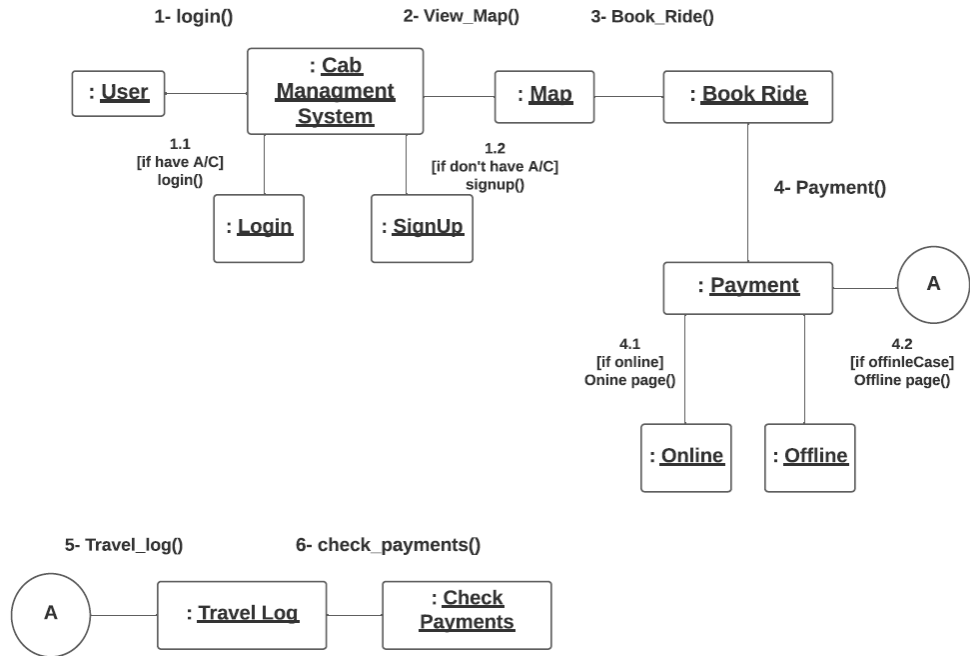 1- login()
2- View_Map()
3- Book_Ride()
: User
: Cab
Managment
System
: Map
: Book Ride
1.1
[if have A/C]
login()
1.2
[if don't have A/C]
signup()
4- Payment()
: Login
: SignUp
: Payment
A
4.1
[if online]
Onine page()
4.2
[if offinleCase]
Offline page()
: Online
: Offline
5- Travel_log()
6- check_payments()
A
: Travel Log
: Check
Payments